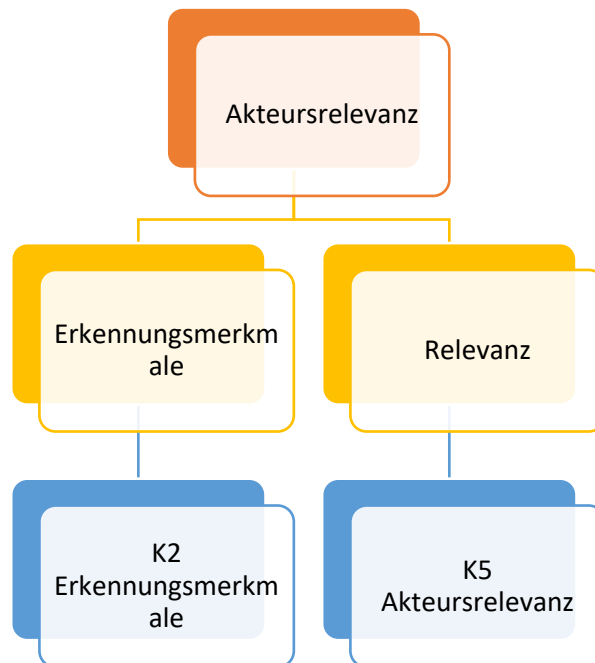 Akteursrelevanz
Erkennungsmerkm
ale
Relevanz
K2
Erkennungsmerkm
ale
K5
Akteursrelevanz